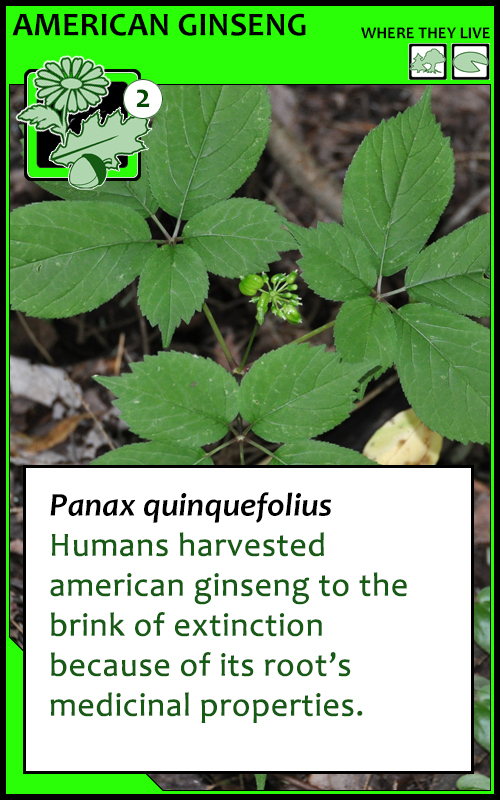 AMERICAN GINSENG
WHERE THEY LIVE
2
Panax quinquefolius
Humans harvested
american ginseng to the
brink of extinction
because of its root’s
medicinal properties.